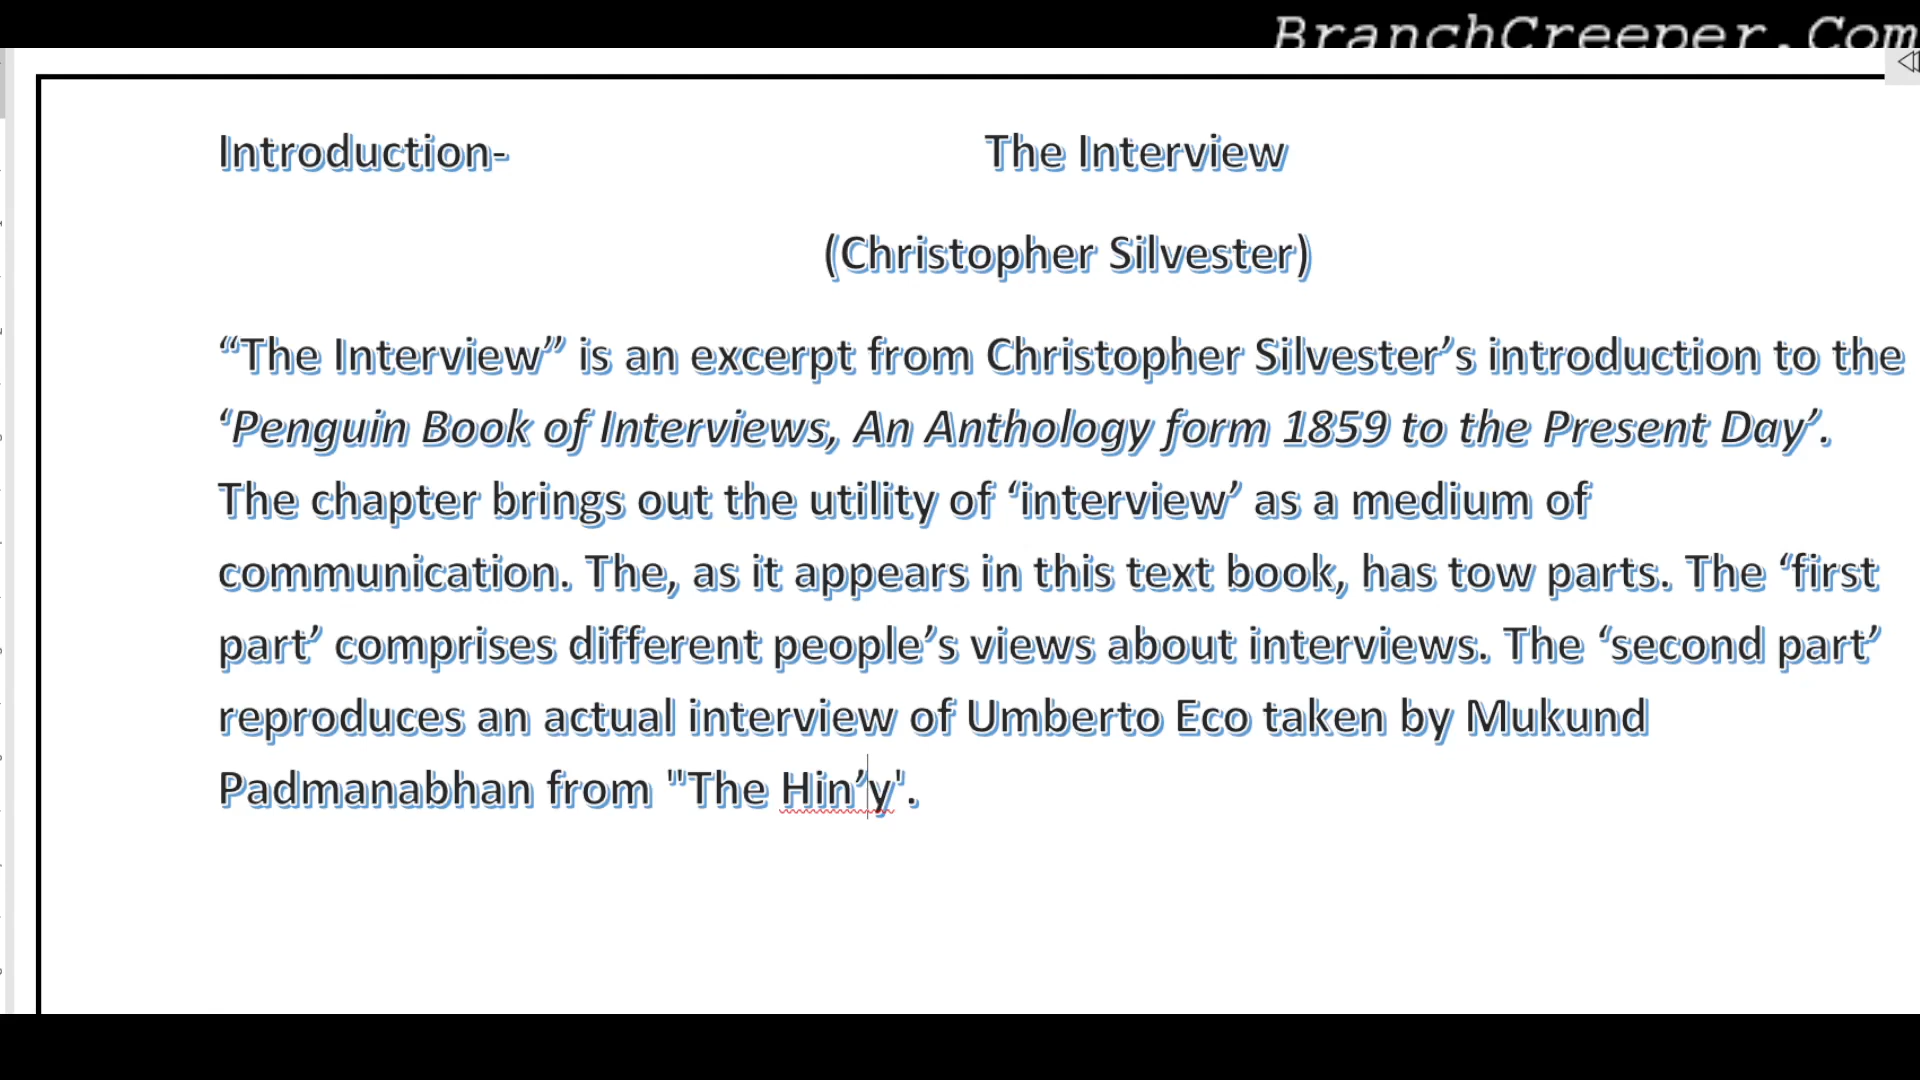 BranchCreeper.Com
Introduction- The Interview
(Christopher Silvester)
“The Interview” is an excerpt from Christopher Silvester’s introduction to the
‘Penguin Book of Interviews, An Anthology form 1859 to the Present Day’.
The chapter brings out the utility of ‘interview’ as a medium of
communication. The, as it appears in this text book, has tow parts. The ‘first
part’ comprises different people’s views about interviews. The ‘second part’
reproduces an actual interview of Umberto Eco taken by Mukund
Padmanabhan from "The Hin’y'.